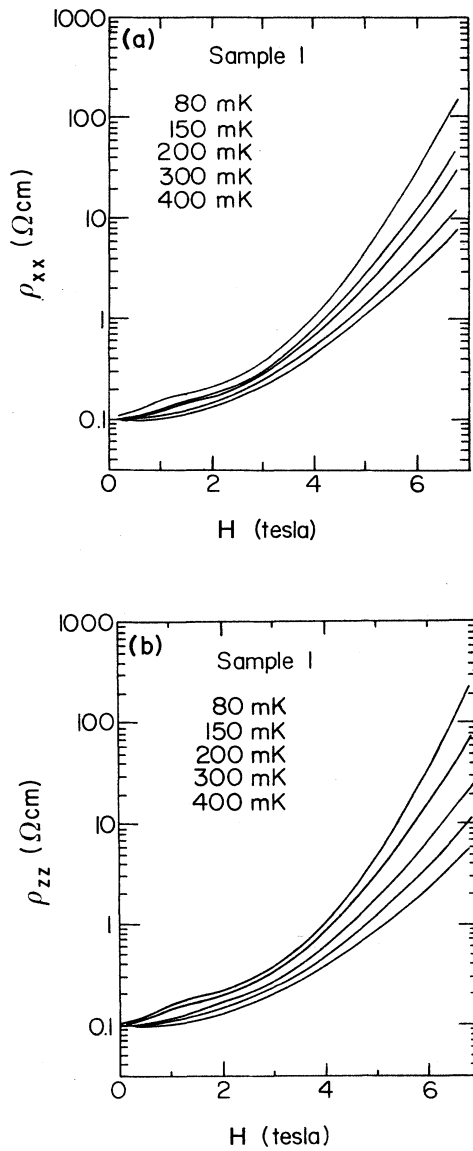 1000
(a)
Sample 1
80 mK
150 mK
200 mK
300 mK
400 mK
100
10
1
0.1
ρxx (Ωcm)
0 2 4 6
H (tesla)
1000
(b)
Sample 1
80 mK
150 mK
200 mK
300 mK
400 mK
100
10
1
0.1
ρzz (Ωcm)
0 2 4 6
H (tesla)